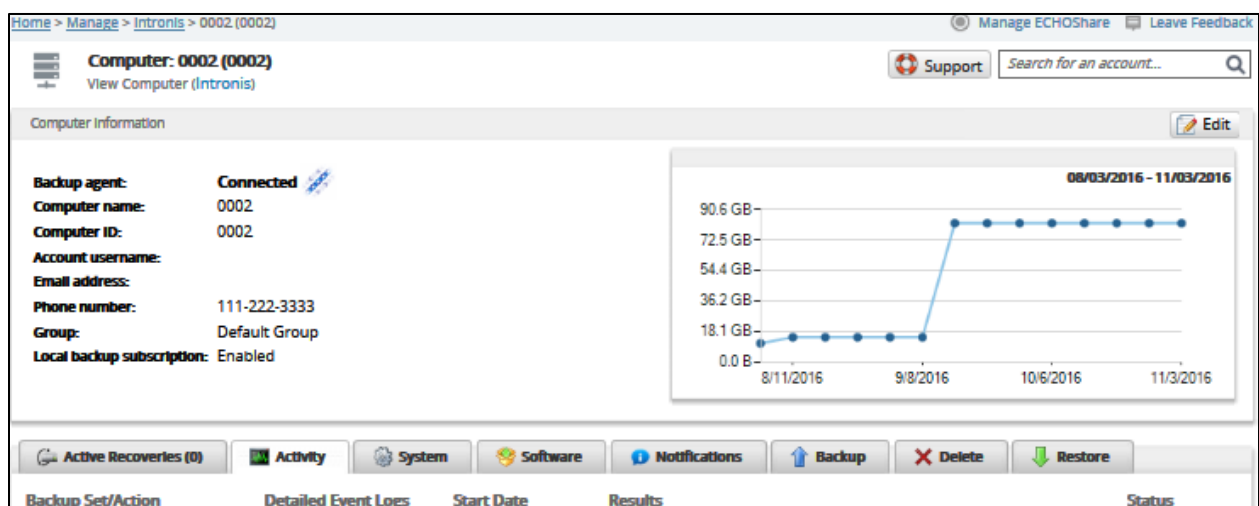 Home > Manage > Intronis > 0002 (0002)
Manage ECHOShare Leave Feedback
Computer: 0002 (0002)
View Computer (Intronis)
Support
Search for an account...
Computer Information
Edit
Backup agent: Connected
Computer name: 0002
Computer ID: 0002
Account username:
Email address:
Phone number: 111-222-3333
Group: Default Group
Local backup subscription: Enabled
08/03/2016 - 11/03/2016
90.6 GB
72.5 GB
54.4 GB
36.2 GB
18.1 GB
0.0 B
8/11/2016 9/8/2016 10/6/2016 11/3/2016
Active Recoveries (0) Activity System Software Notifications Backup Delete Restore
Backup Set/Action Detailed Event Logs Start Date Results Status